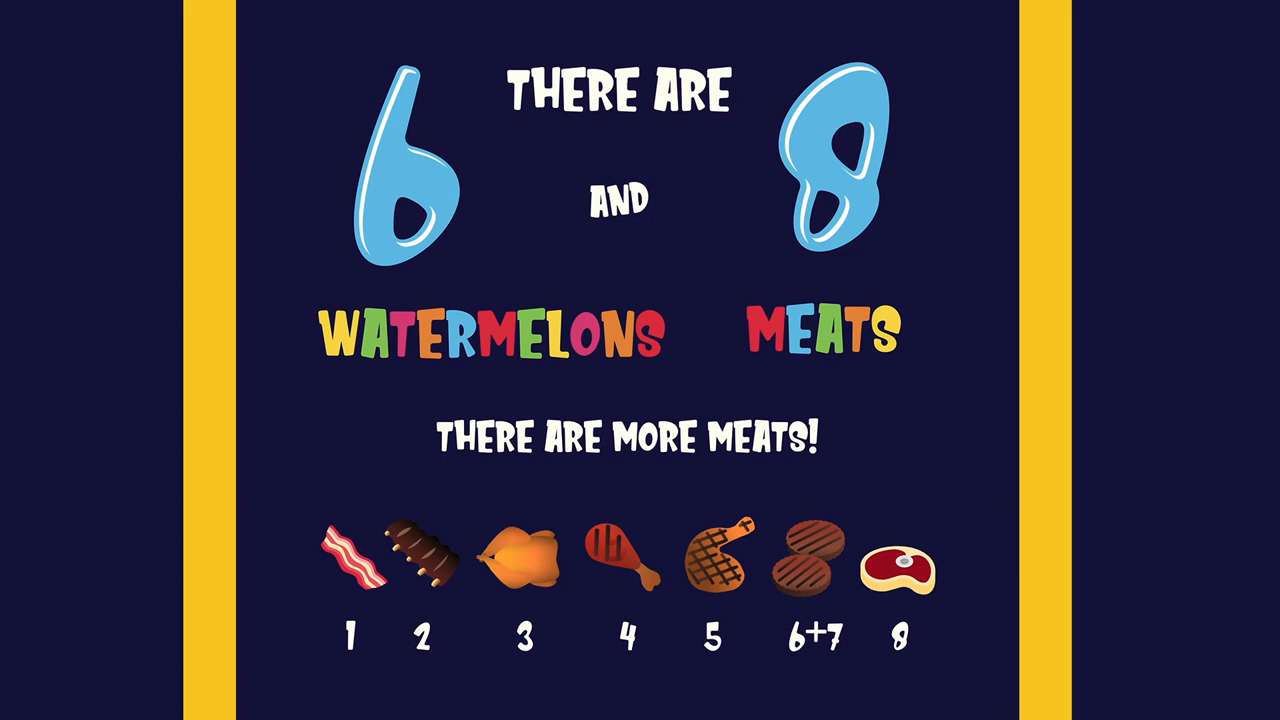 THERE ARE
6 AND 8
WATERMELONS MEATS
THERE ARE MORE MEATS!
1 2 3 4 5 6+7 8